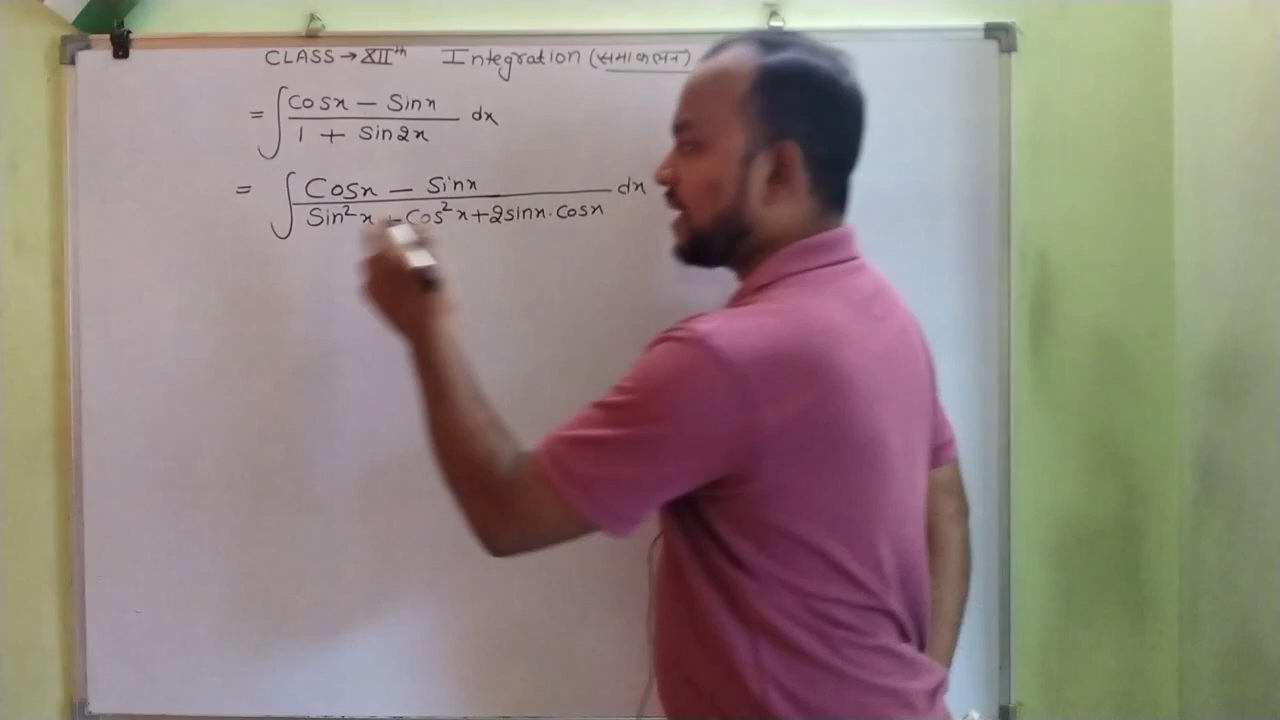 CLASS → XIIth Integration (समाकलन)
= ∫ (Cosx – Sinx) / (1 + Sin2x) dx
= ∫ (Cosx – Sinx) / (Sin²x + Cos²x + 2sinx·cosx) dx